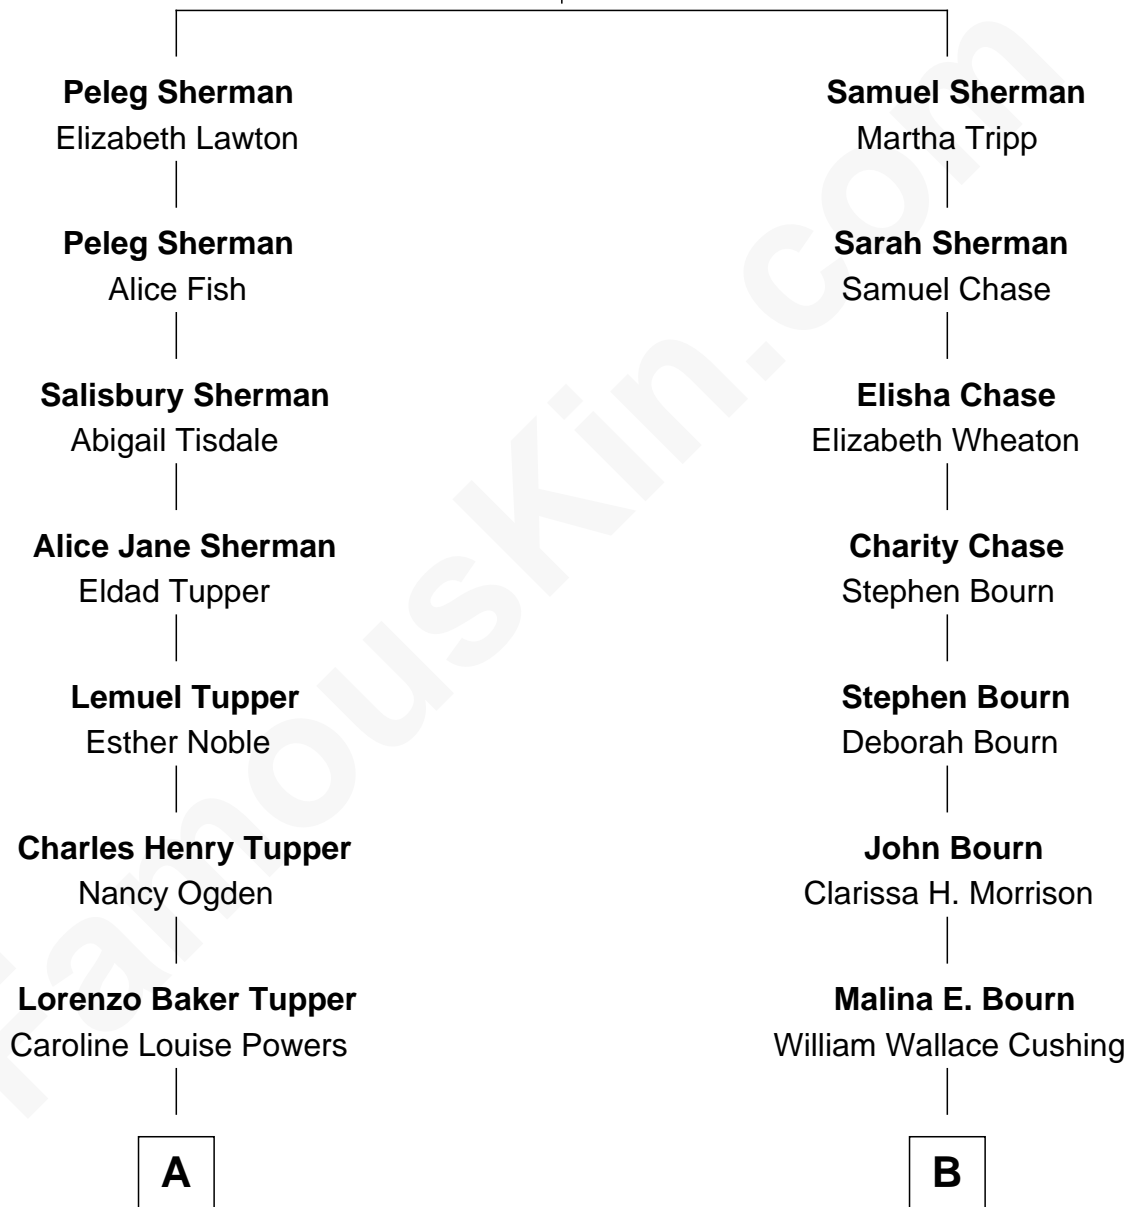 Peleg Sherman
Elizabeth Lawton
Samuel Sherman
Martha Tripp
Peleg Sherman
Alice Fish
Sarah Sherman
Samuel Chase
Salisbury Sherman
Abigail Tisdale
Elisha Chase
Elizabeth Wheaton
Alice Jane Sherman
Eldad Tupper
Charity Chase
Stephen Bourn
Lemuel Tupper
Esther Noble
Stephen Bourn
Deborah Bourn
Charles Henry Tupper
Nancy Ogden
John Bourn
Clarissa H. Morrison
Lorenzo Baker Tupper
Caroline Louise Powers
Malina E. Bourn
William Wallace Cushing
A
B
FamousKin.com